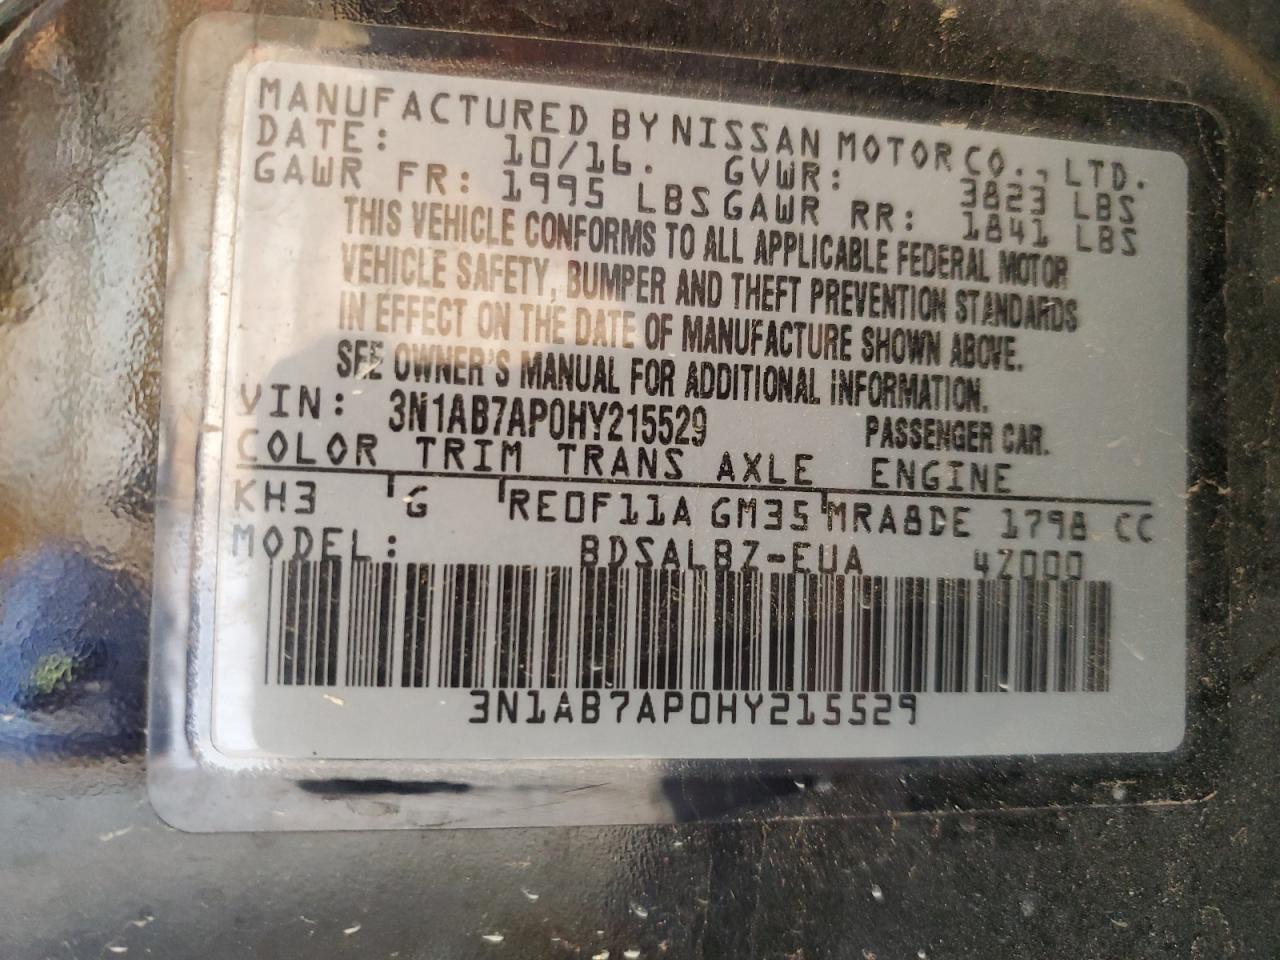 MANUFACTURED BY NISSAN MOTOR CO., LTD.
DATE: 10/16. GVWR: 3823 LBS
GAWR FR: 1995 LBS GAWR RR: 1841 LBS
THIS VEHICLE CONFORMS TO ALL APPLICABLE FEDERAL MOTOR
VEHICLE SAFETY, BUMPER AND THEFT PREVENTION STANDARDS
IN EFFECT ON THE DATE OF MANUFACTURE SHOWN ABOVE.
SEE OWNER'S MANUAL FOR ADDITIONAL INFORMATION.
VIN: 3N1AB7AP0HY215529 PASSENGER CAR.
COLOR TRIM TRANS AXLE ENGINE
KH3 G RE0F11A GM35 MRA8DE 1798 CC
MODEL: BDSALBZ-EUA 4Z000
3N1AB7AP0HY215529